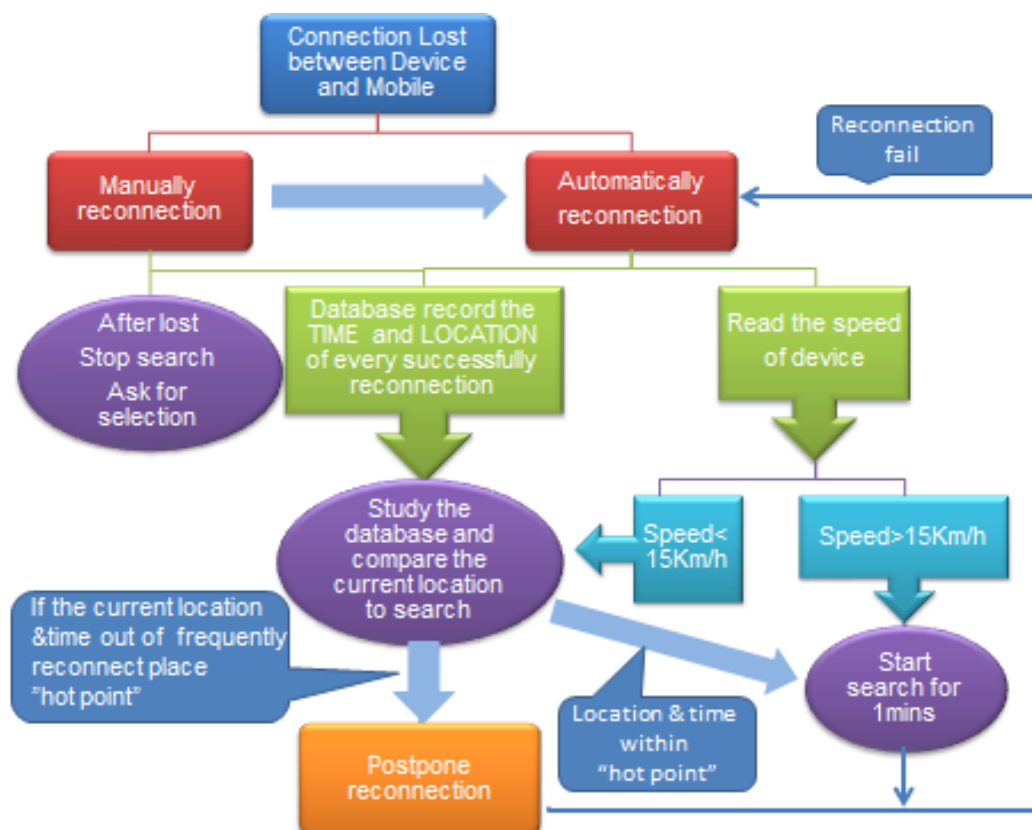 Connection Lost
between Device
and Mobile
Reconnection
fail
Manually
reconnection
Automatically
reconnection
After lost
Stop search
Ask for
selection
Database record the
TIME and LOCATION
of every successfully
reconnection
Read the speed
of device
Study the
database and
compare the
current location
to search
Speed<
15Km/h
Speed>15Km/h
If the current location
&time out of frequently
reconnect place
"hot point"
Start
search for
1mins
Location & time
within
"hot point"
Postpone
reconnection